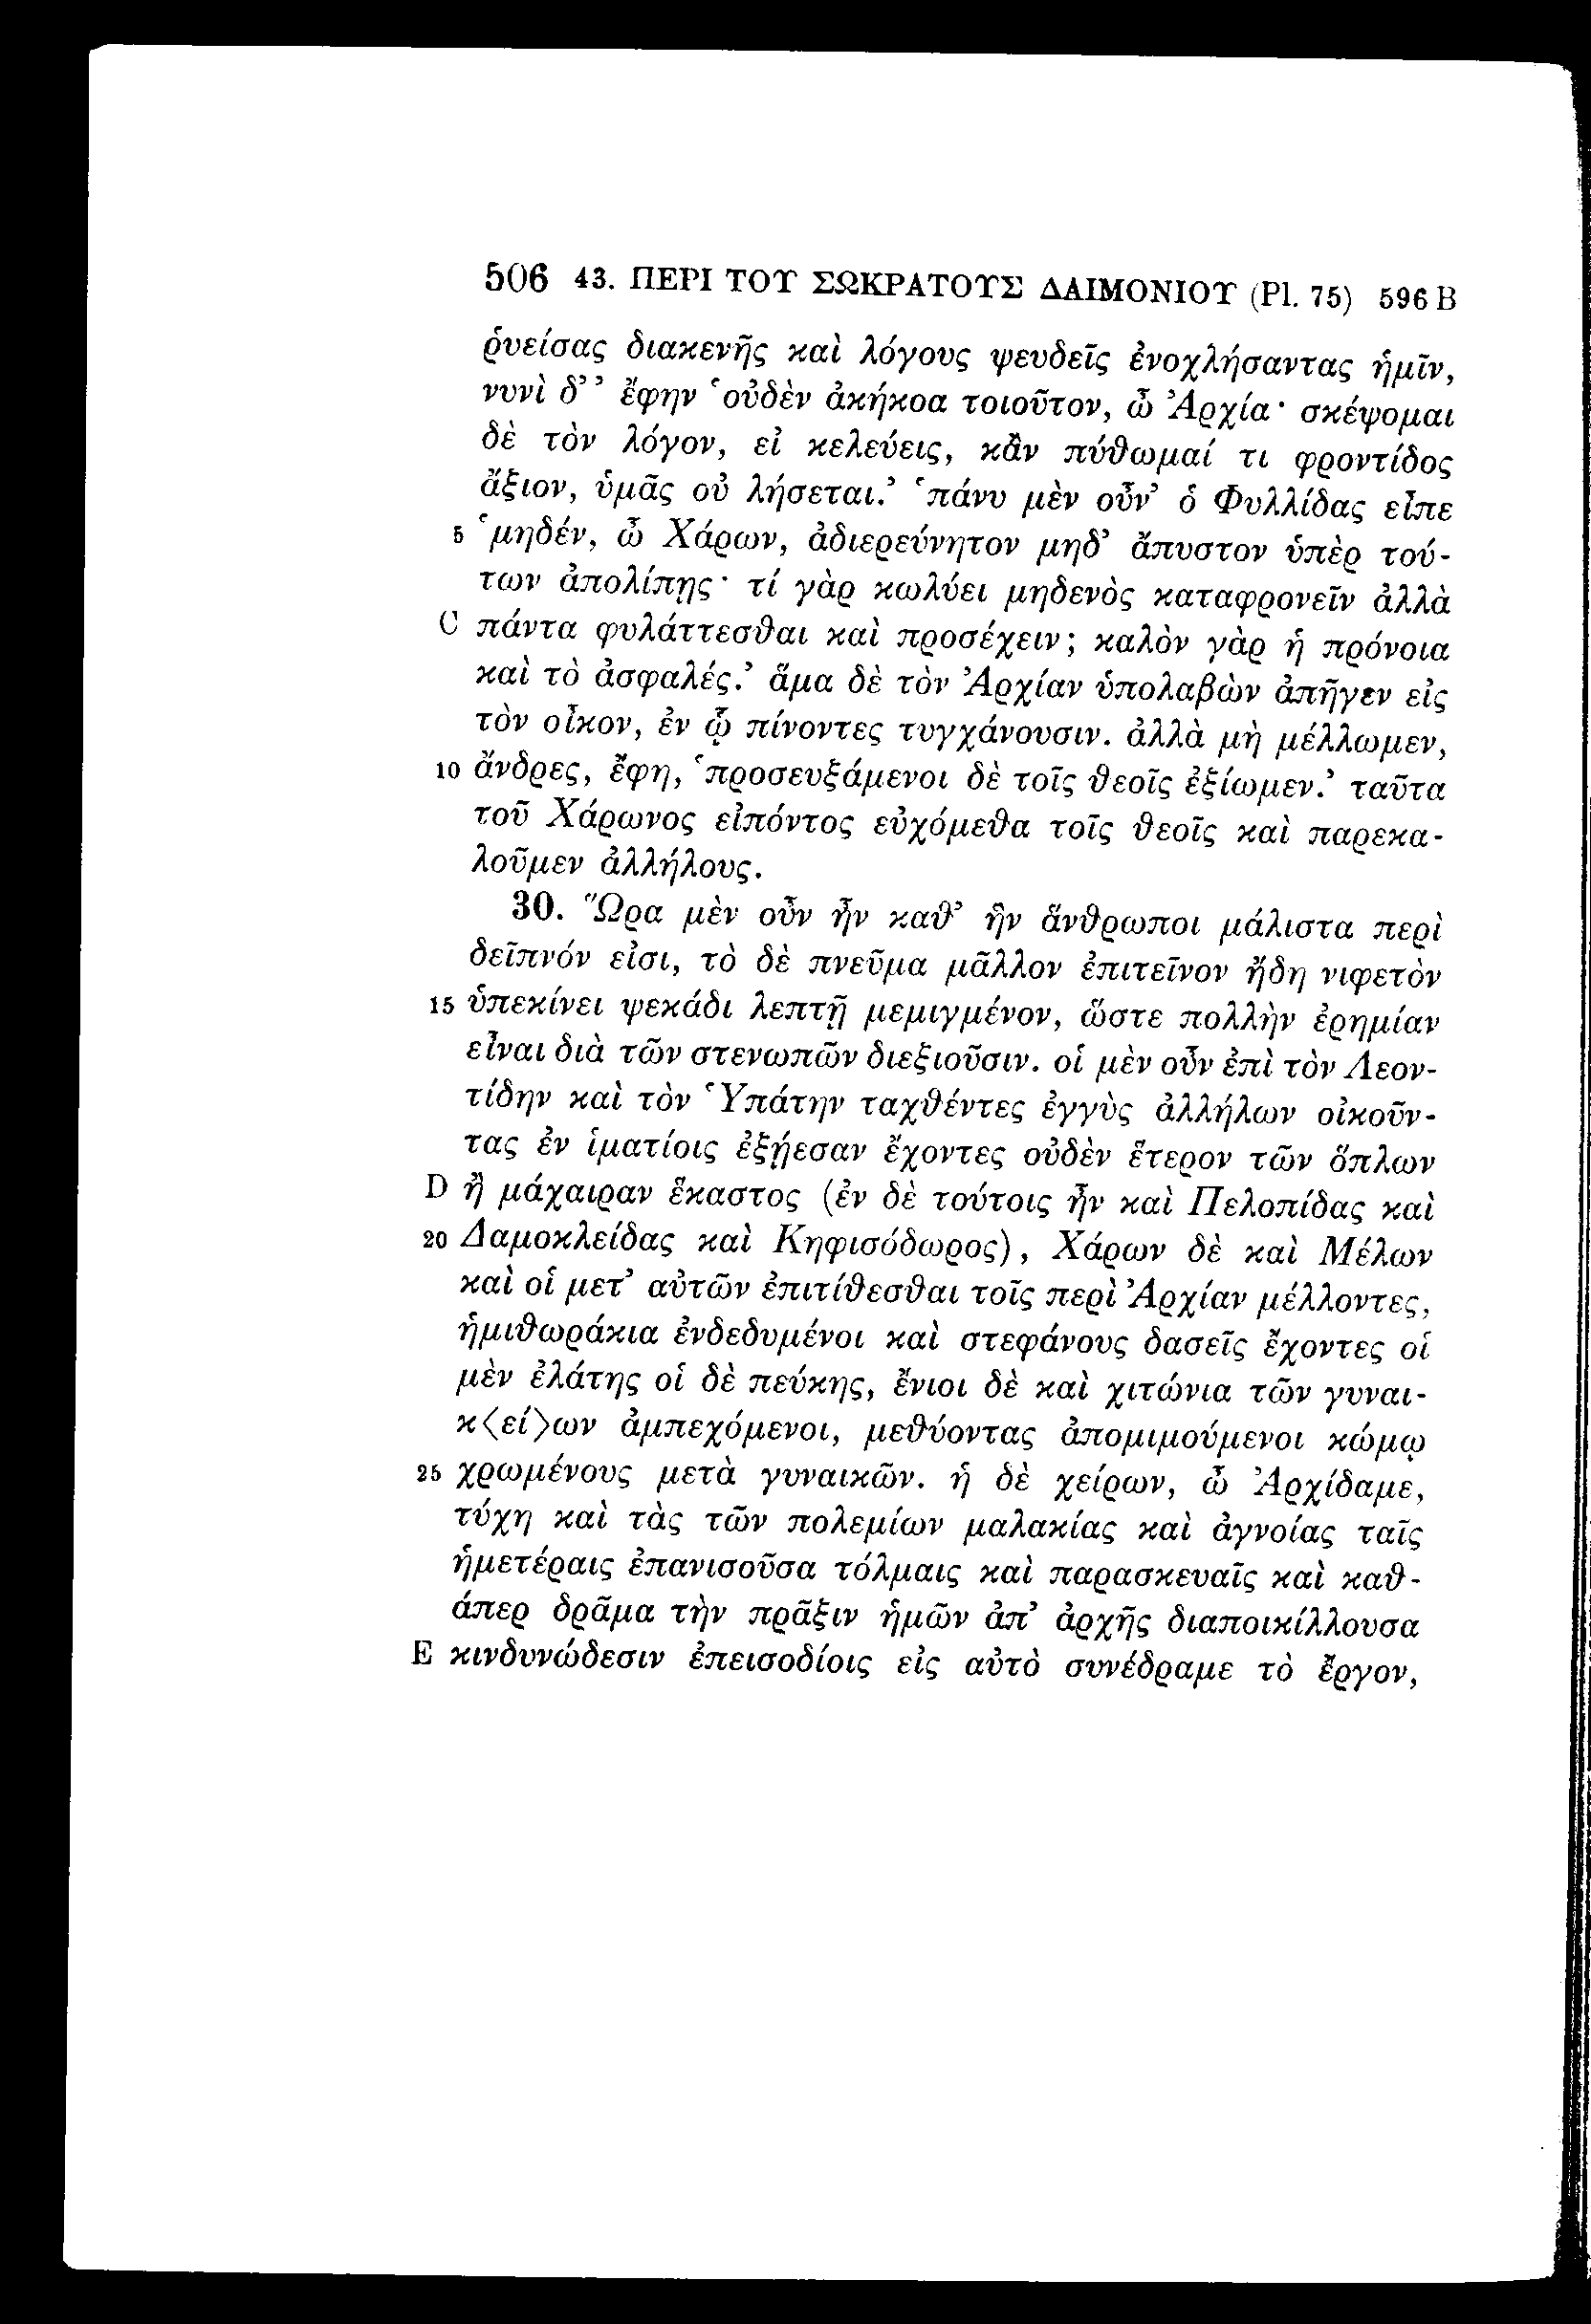 506 43. ΠΕΡΙ ΤΟΥ ΣΩΚΡΑΤΟΥΣ ΔΑΙΜΟΝΙΟΥ (Pl. 75) 596 B
ῥυείσας διακενῆς καὶ λόγους ψευδεῖς ἐνοχλήσαντας ἡμῖν,
νυνὶ δ’’ ἔφην ‘οὐδὲν ἀκήκοα τοιοῦτον, ὦ Ἀρχία· σκέψομαι
δὲ τὸν λόγον, εἰ κελεύεις, κἂν πύθωμαί τι φροντίδος
ἄξιον, ὑμᾶς οὐ λήσεται.’ ‘πάνυ μὲν οὖν’ ὁ Φυλλίδας εἶπε
5 ‘μηδέν, ὦ Χάρων, ἀδιερεύνητον μηδ’ ἄπυστον ὑπὲρ τού-
των ἀπολίπῃς· τί γὰρ κωλύει μηδενὸς καταφρονεῖν ἀλλὰ
C πάντα φυλάττεσθαι καὶ προσέχειν; καλὸν γὰρ ἡ πρόνοια
καὶ τὸ ἀσφαλές.’ ἅμα δὲ τὸν Ἀρχίαν ὑπολαβὼν ἀπῆγεν εἰς
τὸν οἶκον, ἐν ᾧ πίνοντες τυγχάνουσιν. ἀλλὰ μὴ μέλλωμεν,
10 ἄνδρες, ἔφη, ‘προσευξάμενοι δὲ τοῖς θεοῖς ἐξίωμεν.’ ταῦτα
τοῦ Χάρωνος εἰπόντος εὐχόμεθα τοῖς θεοῖς καὶ παρεκα-
λοῦμεν ἀλλήλους.
30. Ὥρα μὲν οὖν ἦν καθ’ ἣν ἄνθρωποι μάλιστα περὶ
δεῖπνόν εἰσι, τὸ δὲ πνεῦμα μᾶλλον ἐπιτεῖνον ἤδη νιφετὸν
15 ὑπεκίνει ψεκάδι λεπτῇ μεμιγμένον, ὥστε πολλὴν ἐρημίαν
εἶναι διὰ τῶν στενωπῶν διεξιοῦσιν. οἱ μὲν οὖν ἐπὶ τὸν Λεον-
τίδην καὶ τὸν Ὑπάτην ταχθέντες ἐγγὺς ἀλλήλων οἰκοῦν-
τας ἐν ἱματίοις ἐξῄεσαν ἔχοντες οὐδὲν ἕτερον τῶν ὅπλων
D ἢ μάχαιραν ἕκαστος (ἐν δὲ τούτοις ἦν καὶ Πελοπίδας καὶ
20 Δαμοκλείδας καὶ Κηφισόδωρος), Χάρων δὲ καὶ Μέλων
καὶ οἱ μετ’ αὐτῶν ἐπιτίθεσθαι τοῖς περὶ Ἀρχίαν μέλλοντες,
ἡμιθωράκια ἐνδεδυμένοι καὶ στεφάνους δασεῖς ἔχοντες οἱ
μὲν ἐλάτης οἱ δὲ πεύκης, ἔνιοι δὲ καὶ χιτώνια τῶν γυναι-
κ⟨εί⟩ων ἀμπεχόμενοι, μεθύοντας ἀπομιμούμενοι κώμῳ
25 χρωμένους μετὰ γυναικῶν. ἡ δὲ χείρων, ὦ Ἀρχίδαμε,
τύχη καὶ τὰς τῶν πολεμίων μαλακίας καὶ ἀγνοίας ταῖς
ἡμετέραις ἐπανισοῦσα τόλμαις καὶ παρασκευαῖς καὶ καθ-
άπερ δρᾶμα τὴν πρᾶξιν ἡμῶν ἀπ’ ἀρχῆς διαποικίλλουσα
E κινδυνώδεσιν ἐπεισοδίοις εἰς αὐτὸ συνέδραμε τὸ ἔργον,